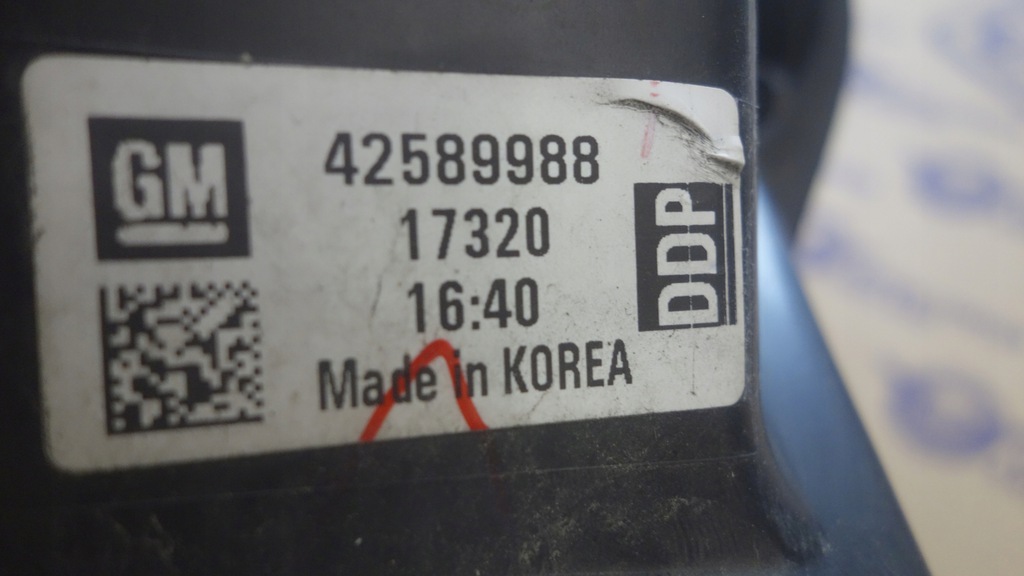 GM
42589988
17320
16:40
Made in KOREA
DDP